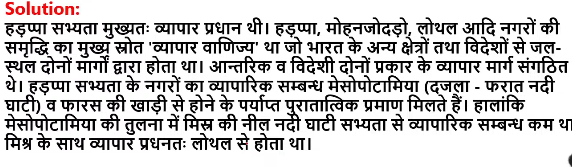 Solution:
हड़प्पा सभ्यता मुख्यतः व्यापार प्रधान थी। हड़प्पा, मोहनजोदड़ो, लोथल आदि नगरों की
समृद्धि का मुख्य स्रोत 'व्यापार वाणिज्य' था जो भारत के अन्य क्षेत्रों तथा विदेशों से जल-
स्थल दोनों मार्गों द्वारा होता था। आन्तरिक व विदेशी दोनों प्रकार के व्यापार मार्ग संगठित
थे। हड़प्पा सभ्यता के नगरों का व्यापारिक सम्बन्ध मेसोपोटामिया (दजला - फरात नदी
घाटी) व फारस की खाड़ी से होने के पर्याप्त पुरातात्विक प्रमाण मिलते हैं। हालांकि
मेसोपोटामिया की तुलना में मिस्र की नील नदी घाटी सभ्यता से व्यापारिक सम्बन्ध कम था
मिश्र के साथ व्यापार प्रधनतः लोथल से होता था।